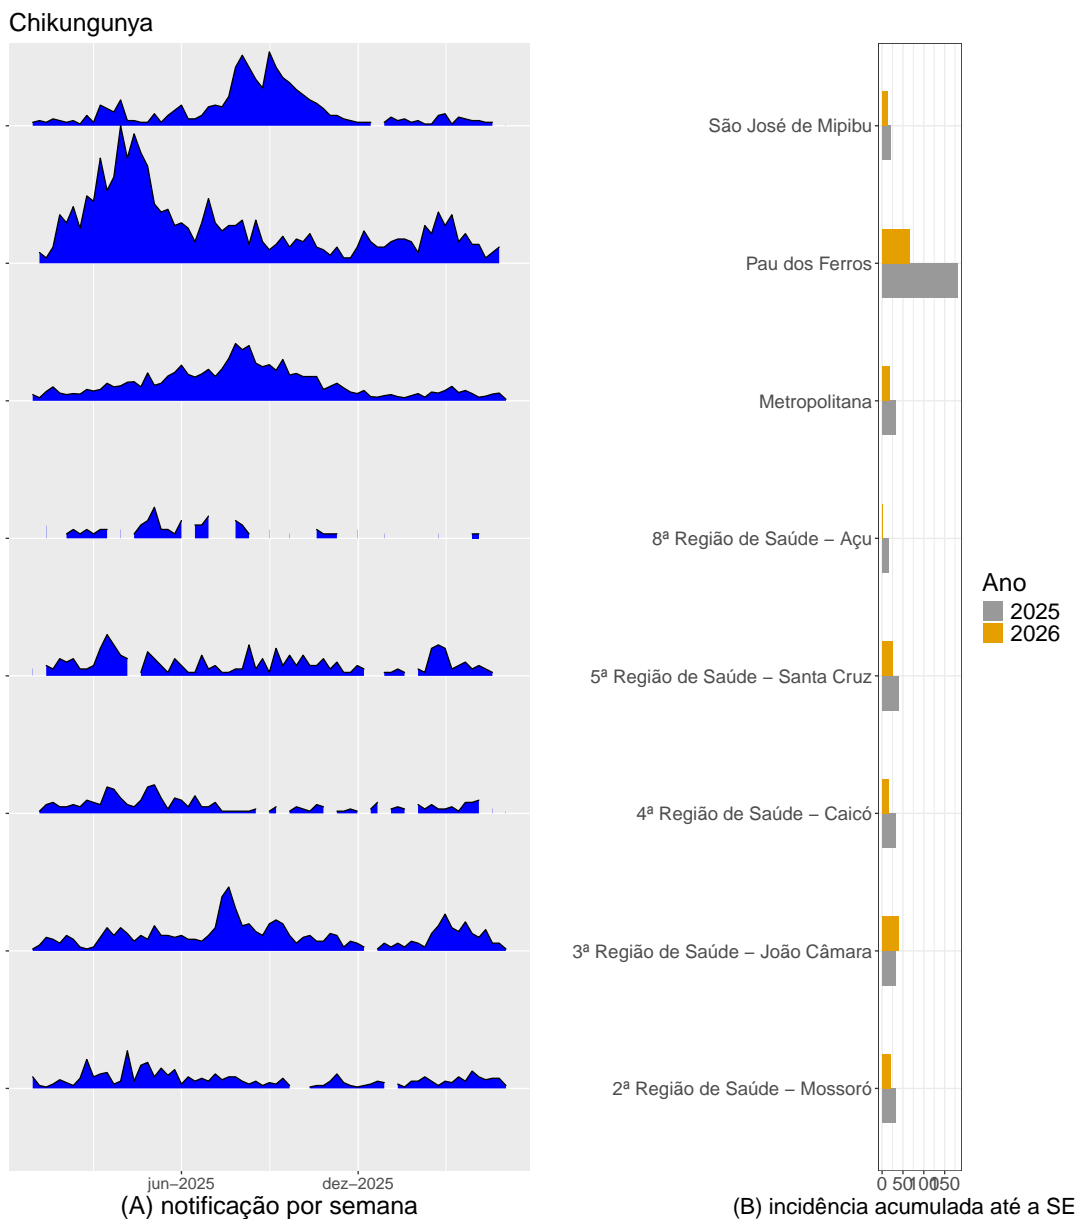 Chikungunya
São José de Mipibu
Pau dos Ferros
Metropolitana
8ª Região de Saúde – Açu
5ª Região de Saúde – Santa Cruz
4ª Região de Saúde – Caicó
3ª Região de Saúde – João Câmara
2ª Região de Saúde – Mossoró
Ano
2025
2026
jun–2025 dez–2025
(A) notificação por semana
0 50 100 150
(B) incidência acumulada até a SE